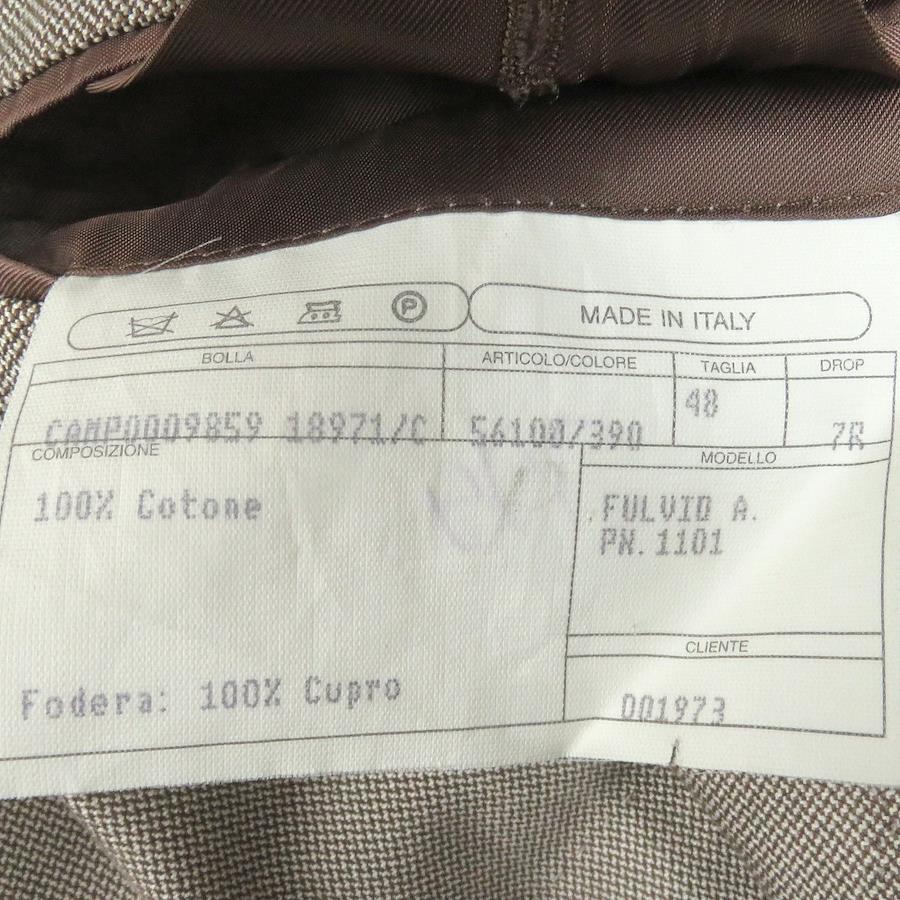 P
MADE IN ITALY
BOLLA ARTICOLO/COLORE TAGLIA DROP
CAMP0009859 18971/C 56100/390 48 7R
COMPOSIZIONE MODELLO
100% Cotone FULVIO A.
PN.1101
CLIENTE
Fodera: 100% Cupro 001973